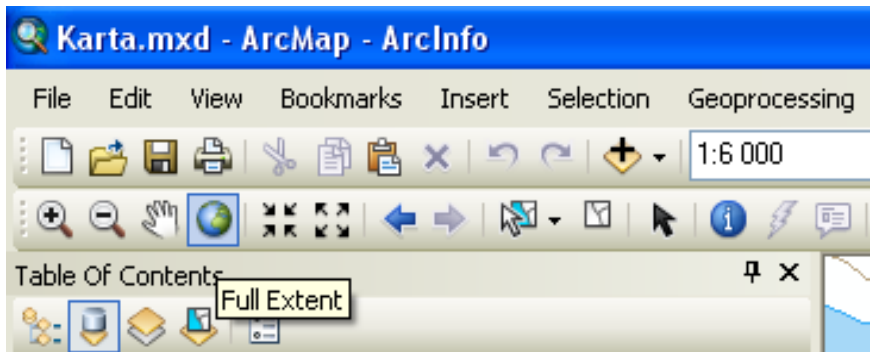 Karta.mxd - ArcMap - ArcInfo
File Edit View Bookmarks Insert Selection Geoprocessing
1:6 000
Table Of Contents
Full Extent